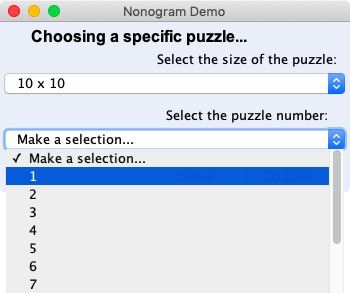 Nonogram Demo
Choosing a specific puzzle...
Select the size of the puzzle:
10 x 10
Select the puzzle number:
Make a selection...
✓ Make a selection...
1
2
3
4
5
6
7